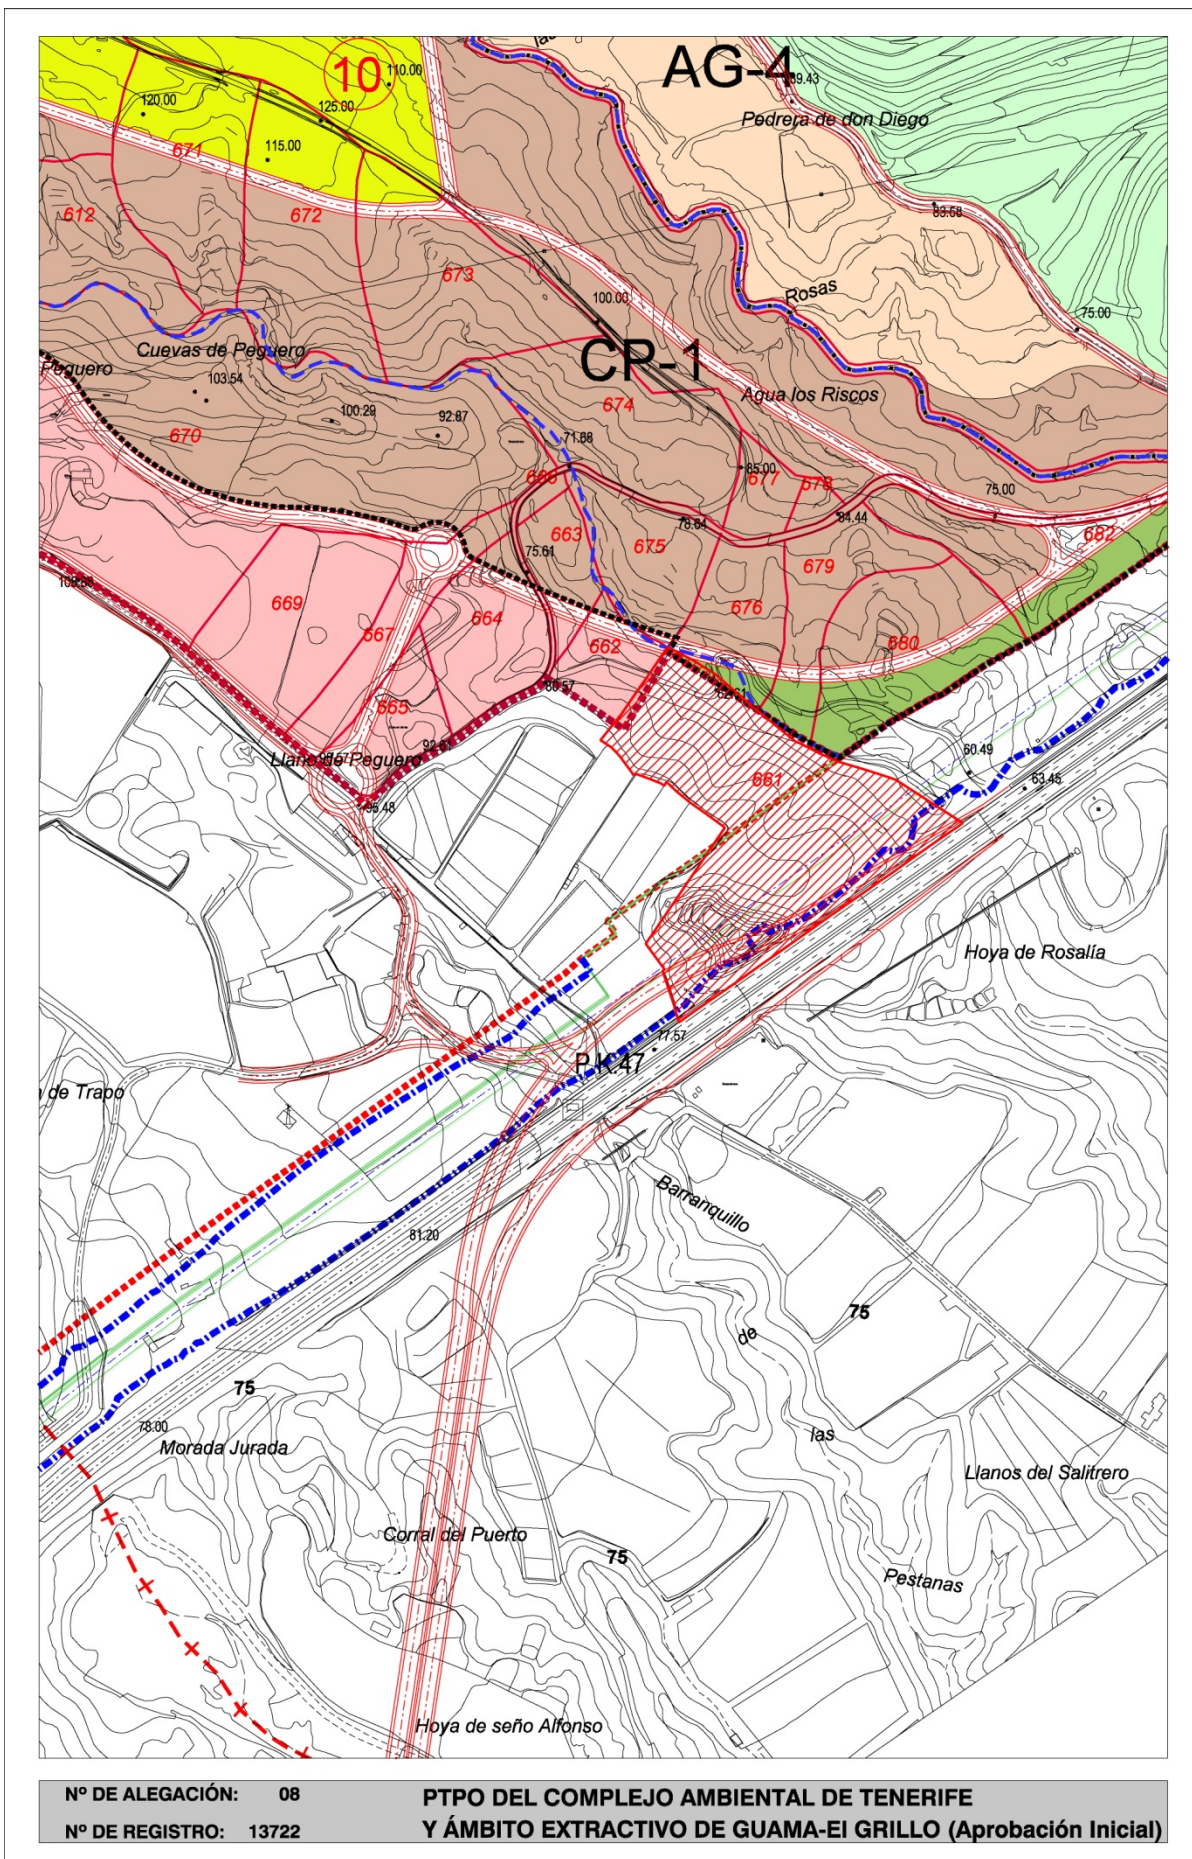 10
110.00
AG-4
89.43
120.00
125.00
Pedrera de don Diego
115.00
671
612
672
83.58
673
las
Rosas
100.00
75.00
Cuevas de Peguero
Peguero
CP-1
103.54
Agua los Riscos
674
100.29
92.87
670
71.68
660
85.00
677
678
75.00
78.64
84.44
663
675
682
75.61
679
669
676
664
667
662
680
80.57
665
92.61
661
Llano de Peguero
60.49
63.45
95.48
Hoya de Rosalía
77.57
P.K.47
de Trapo
Barranquillo
81.20
de
75
75
78.00
Morada Jurada
las
Llanos del Salitrero
Corral del Puerto
75
Pestanas
Hoya de seño Alfonso
Nº DE ALEGACIÓN: 08
PTPO DEL COMPLEJO AMBIENTAL DE TENERIFE
Nº DE REGISTRO: 13722
Y ÁMBITO EXTRACTIVO DE GUAMA-El GRILLO (Aprobación Inicial)